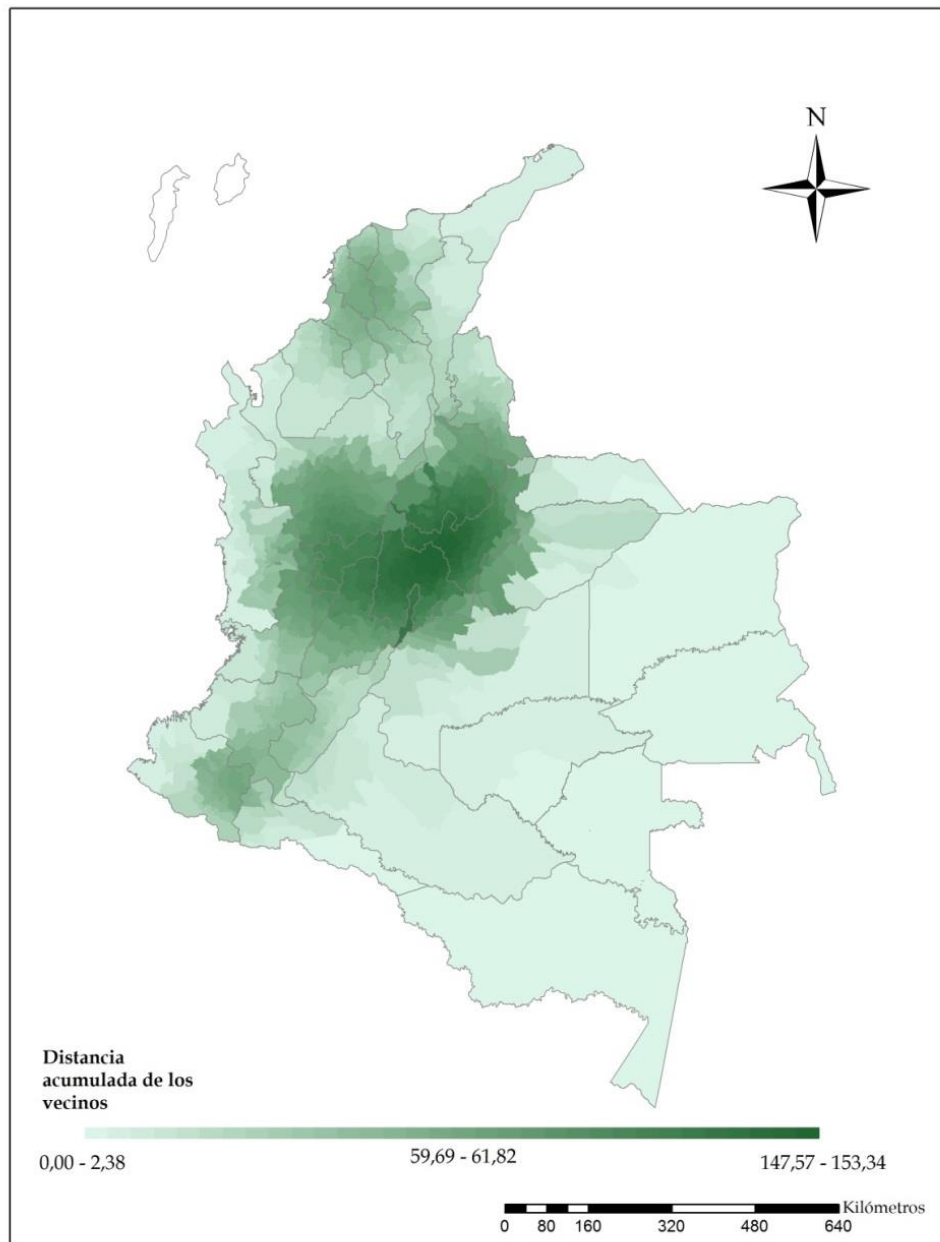 N
Distancia
acumulada de los
vecinos
0,00 - 2,38
59,69 - 61,82
147,57 - 153,34
Kilómetros
0 80 160 320 480 640